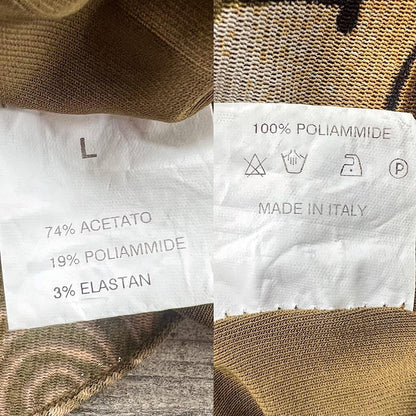 L
74% ACETATO
19% POLIAMMIDE
3% ELASTAN
100% POLIAMMIDE
P
MADE IN ITALY